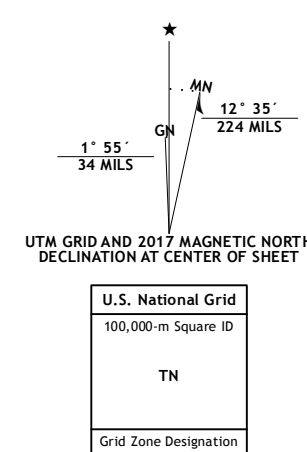 ★
MN
GN
12° 35´
224 MILS
1° 55´
34 MILS
UTM GRID AND 2017 MAGNETIC NORTH
DECLINATION AT CENTER OF SHEET
U.S. National Grid
100,000-m Square ID
TN
Grid Zone Designation